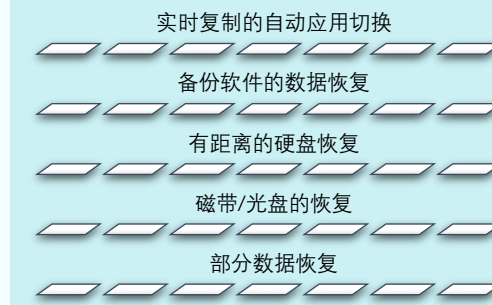 实时复制的自动应用切换
备份软件的数据恢复
有距离的硬盘恢复
磁带/光盘的恢复
部分数据恢复